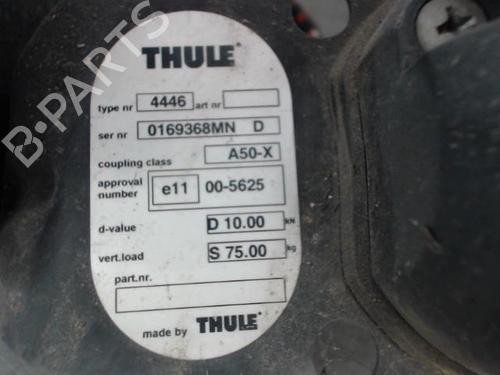 THULE
type nr 4446 art nr
ser nr 0169368MN D
coupling class A50-X
approval number e11 00-5625
d-value D 10.00 kN
vert.load S 75.00 kg
part.nr.
made by THULE
B-PARTS